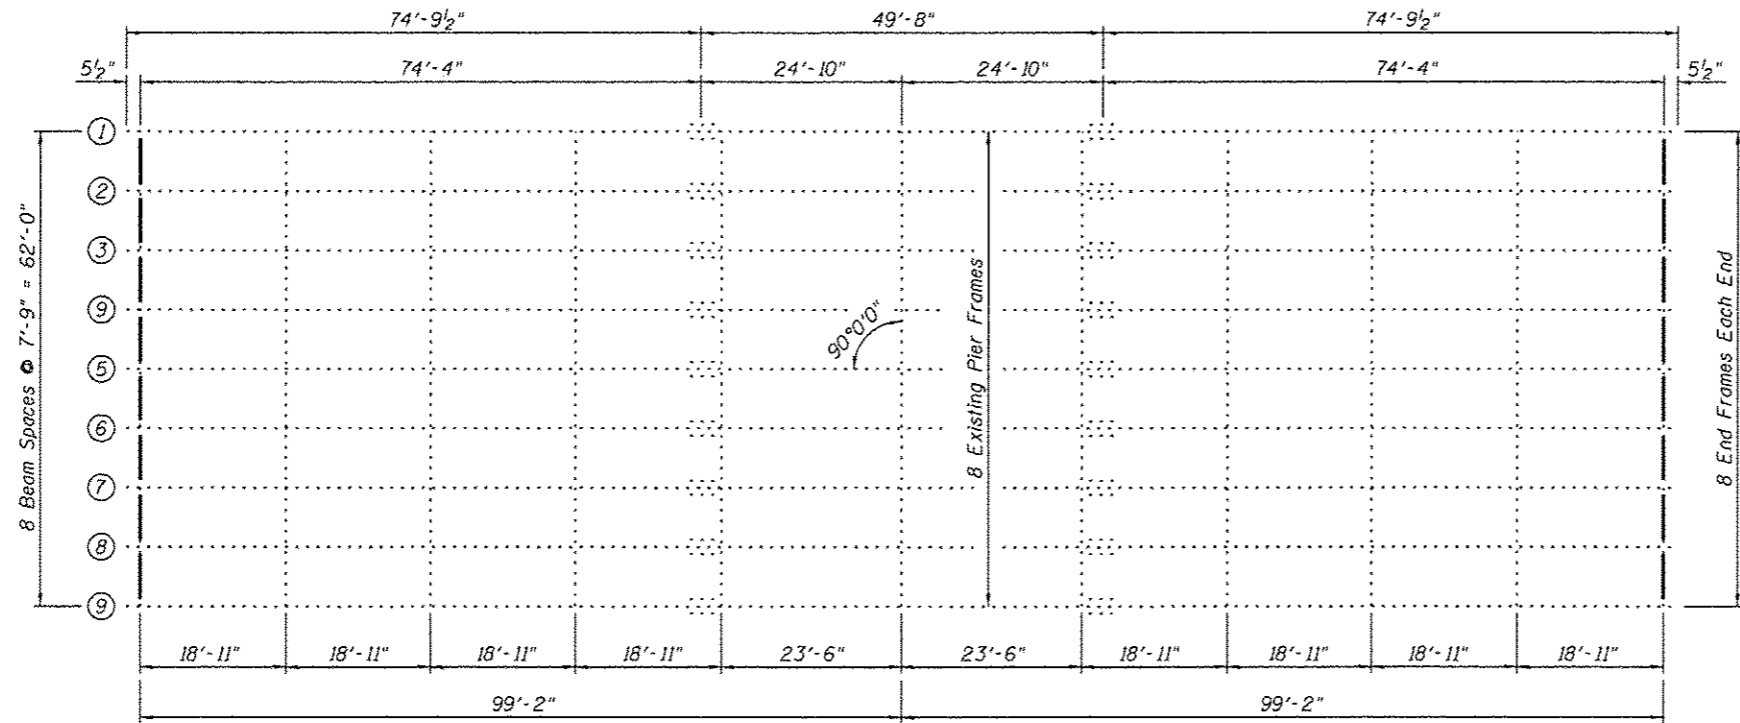 74'-9½" 49'-8" 74'-9½"
5½" 74'-4" 24'-10" 24'-10" 74'-4" 5½"
1
2
3
9
5
6
7
8
9
8 Beam Spaces @ 7'-9" = 62'-0"
90°0'0"
8 Existing Pier Frames
8 End Frames Each End
18'-11" 18'-11" 18'-11" 18'-11" 23'-6" 23'-6" 18'-11" 18'-11" 18'-11" 18'-11"
99'-2" 99'-2"